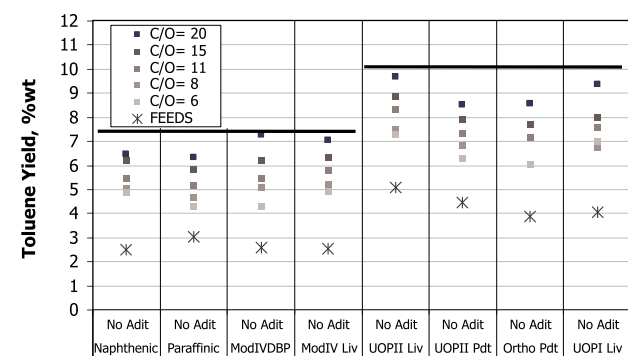 12
11
10
9
8
7
6
5
4
3
2
1
0
Toluene Yield, %wt
C/O= 20
C/O= 15
C/O= 11
C/O= 8
C/O= 6
FEEDS
No Adit No Adit No Adit No Adit No Adit No Adit No Adit No Adit
Naphthenic Paraffinic ModIVDBP ModIV Liv UOPII Liv UOPII Pdt Ortho Pdt UOPI Liv